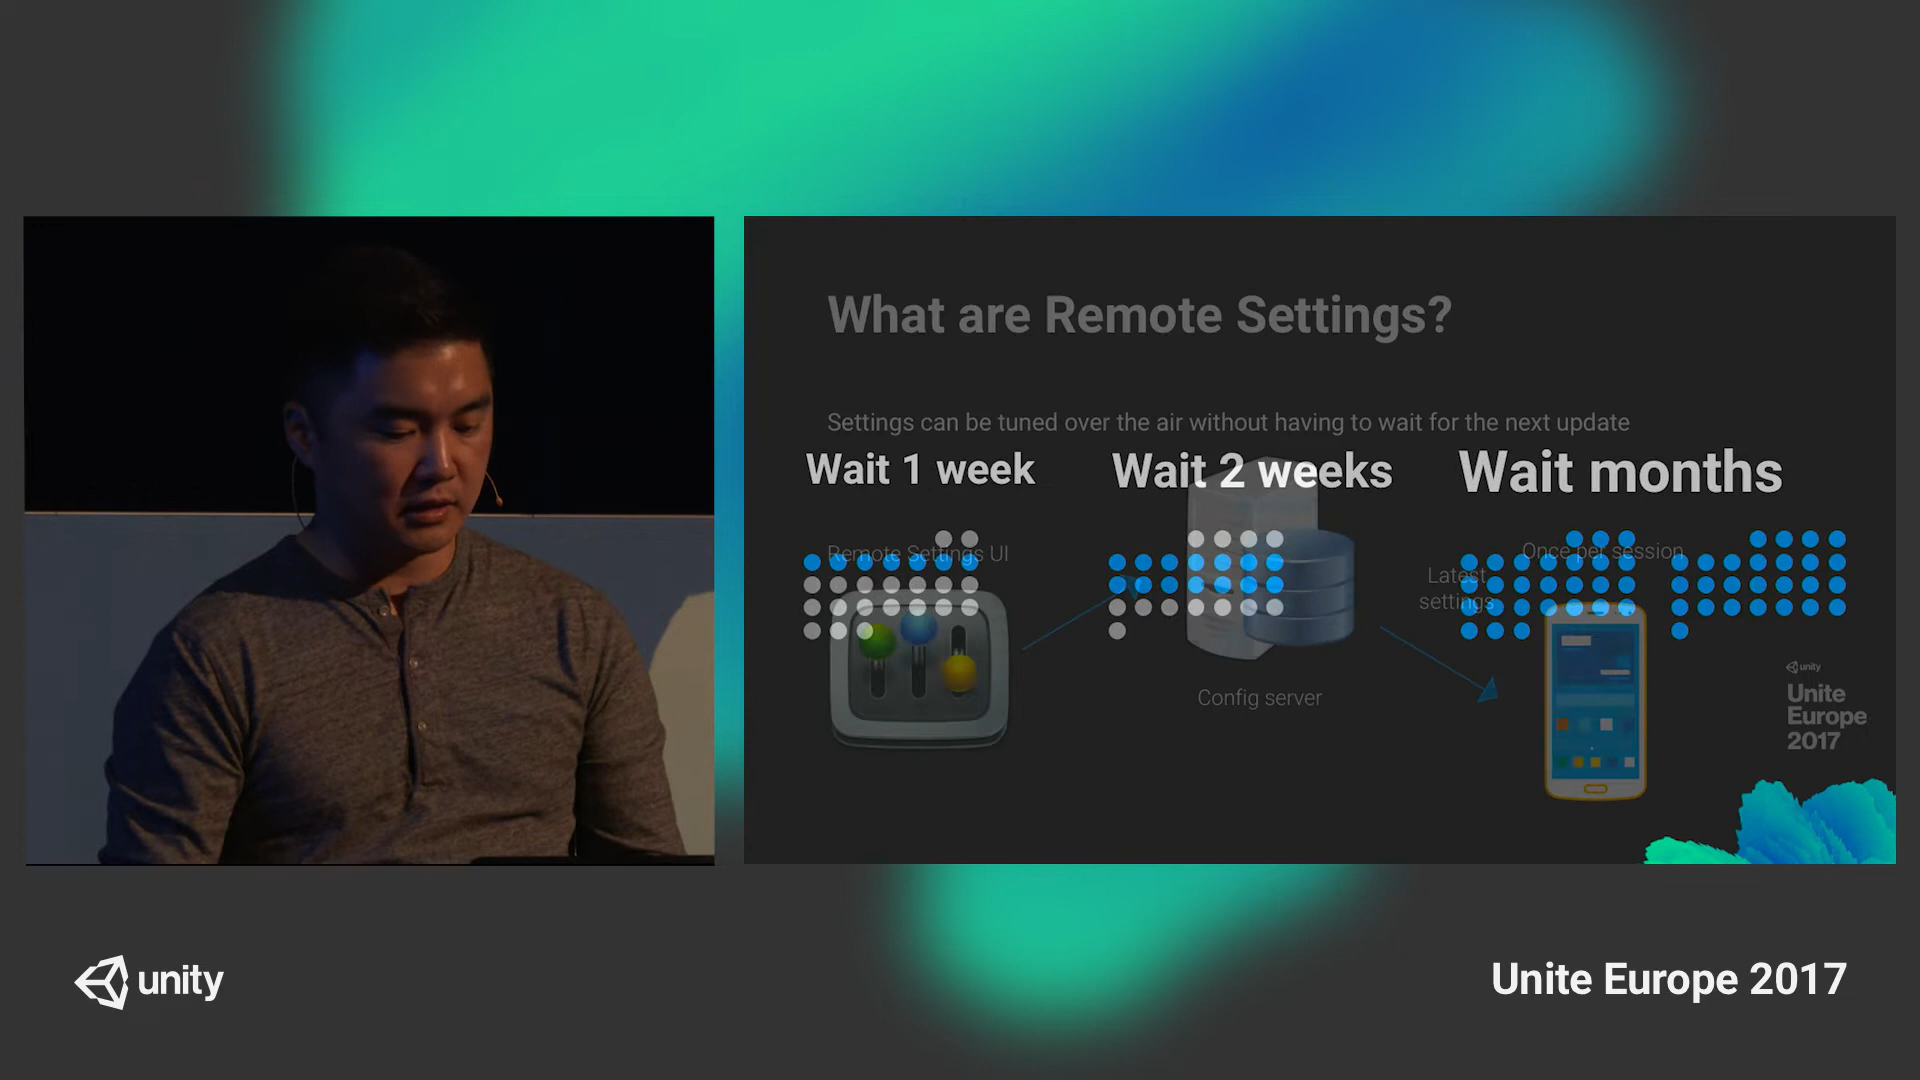 What are Remote Settings?
Settings can be tuned over the air without having to wait for the next update
Wait 1 week
Wait 2 weeks
Wait months
Remote Settings UI
Once per session
Latest
settings
Config server
unity
Unite
Europe
2017
unity
Unite Europe 2017